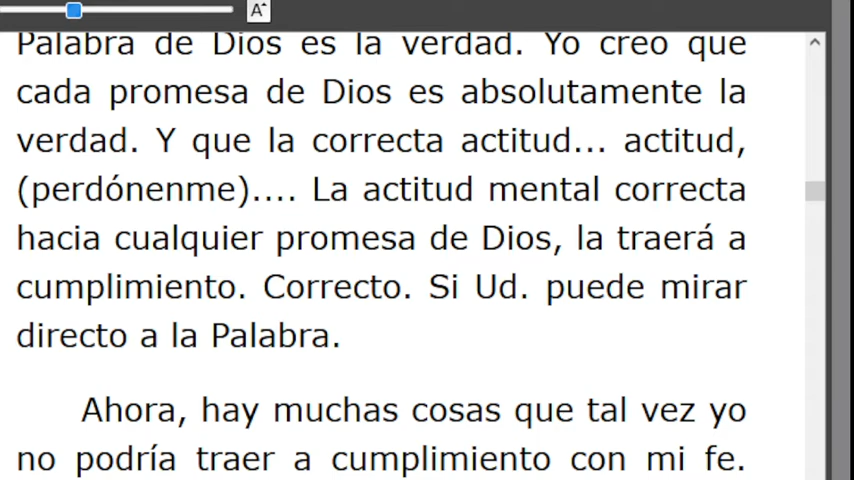 A
Palabra de Dios es la verdad. Yo creo que
cada promesa de Dios es absolutamente la
verdad. Y que la correcta actitud... actitud,
(perdónenme).... La actitud mental correcta
hacia cualquier promesa de Dios, la traerá a
cumplimiento. Correcto. Si Ud. puede mirar
directo a la Palabra.
Ahora, hay muchas cosas que tal vez yo
no podría traer a cumplimiento con mi fe.